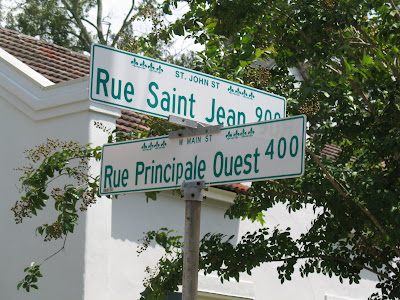 ST. JOHN ST
Rue Saint Jean 900
W MAIN ST
Rue Principale Ouest 400